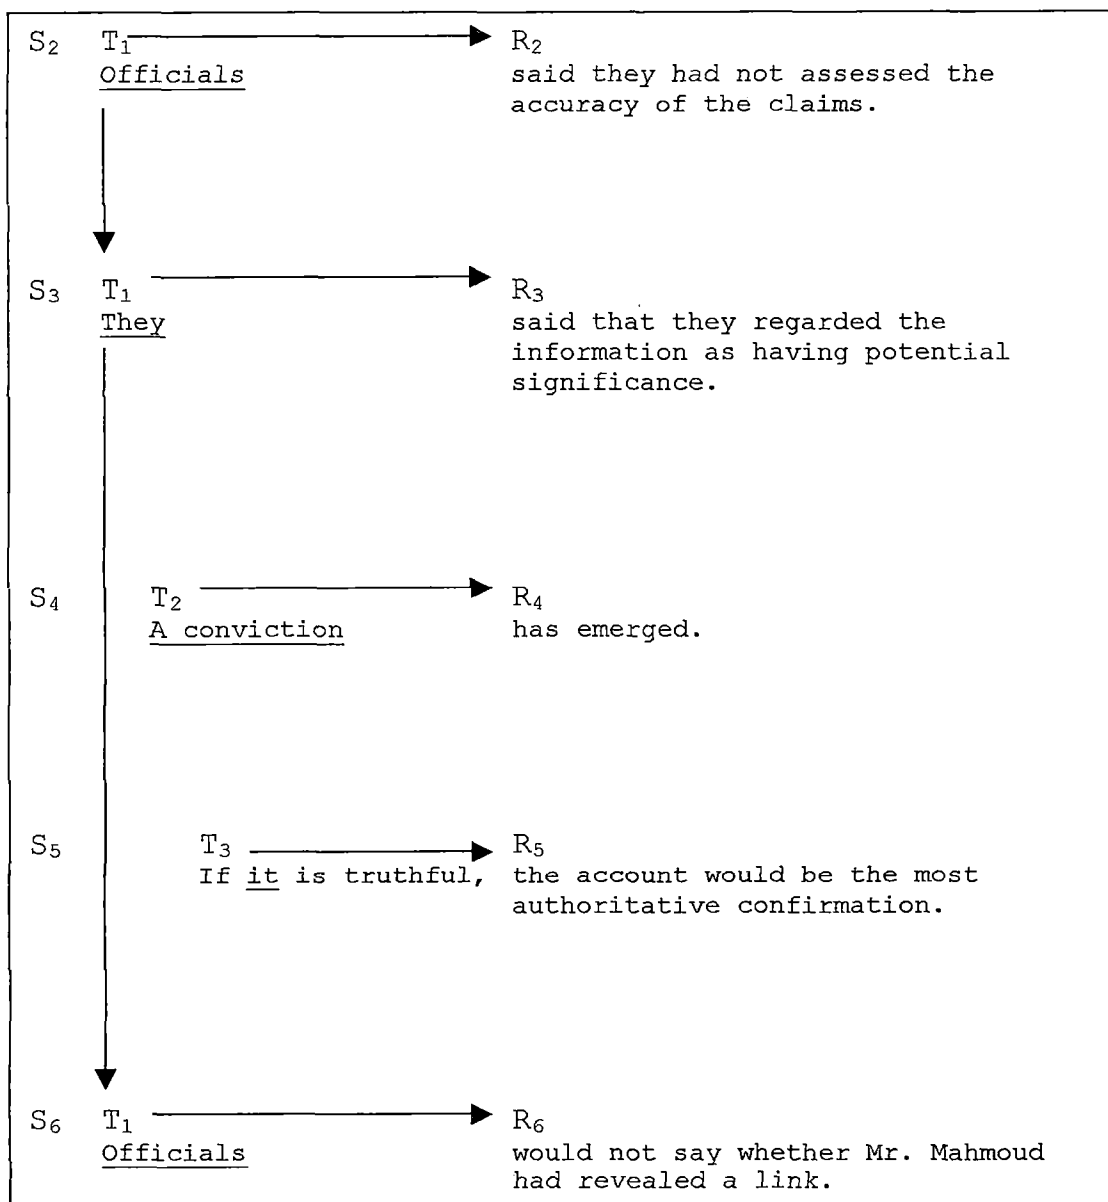 S₂ T₁ R₂
Officials said they had not assessed the
accuracy of the claims.
S₃ T₁ R₃
They said that they regarded the
information as having potential
significance.
S₄ T₂ R₄
A conviction has emerged.
S₅ T₃ R₅
If it is truthful, the account would be the most
authoritative confirmation.
S₆ T₁ R₆
Officials would not say whether Mr. Mahmoud
had revealed a link.